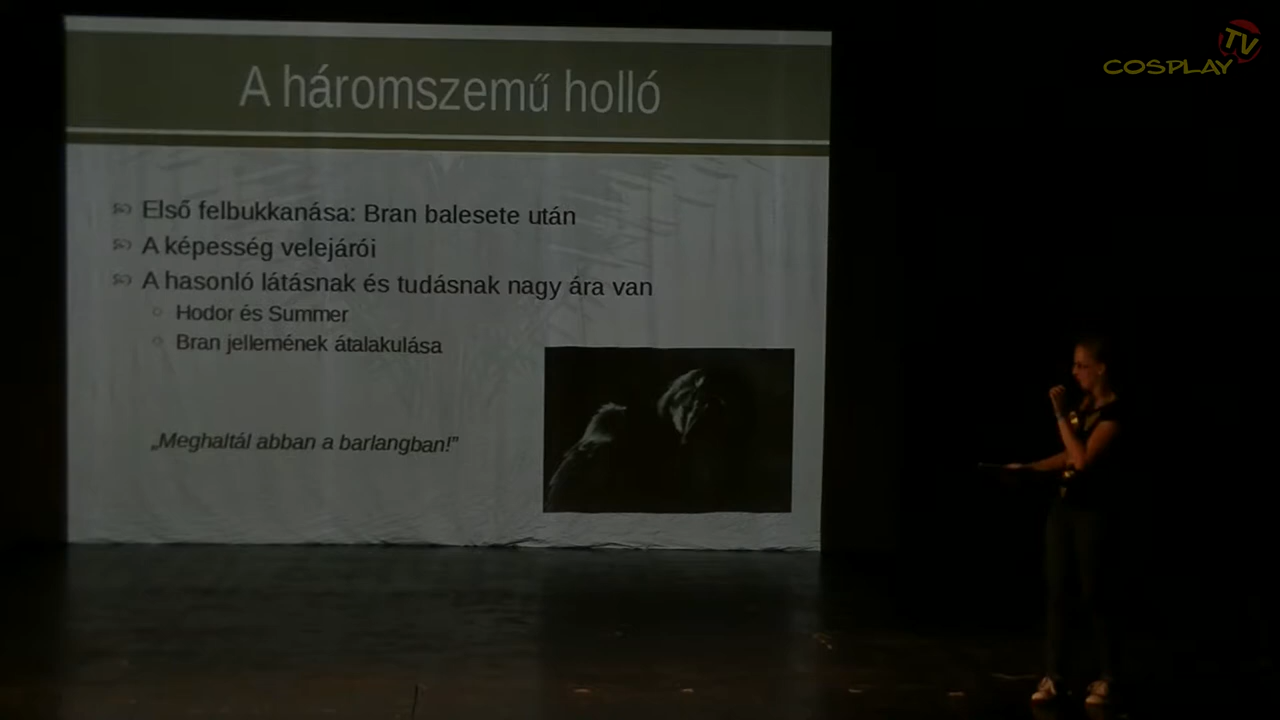 A háromszemű holló
Első felbukkanása: Bran balesete után
A képesség velejárói
A hasonló látásnak és tudásnak nagy ára van
Hodor és Summer
Bran jellemének átalakulása
„Meghaltál abban a barlangban!”
TV
COSPLAY